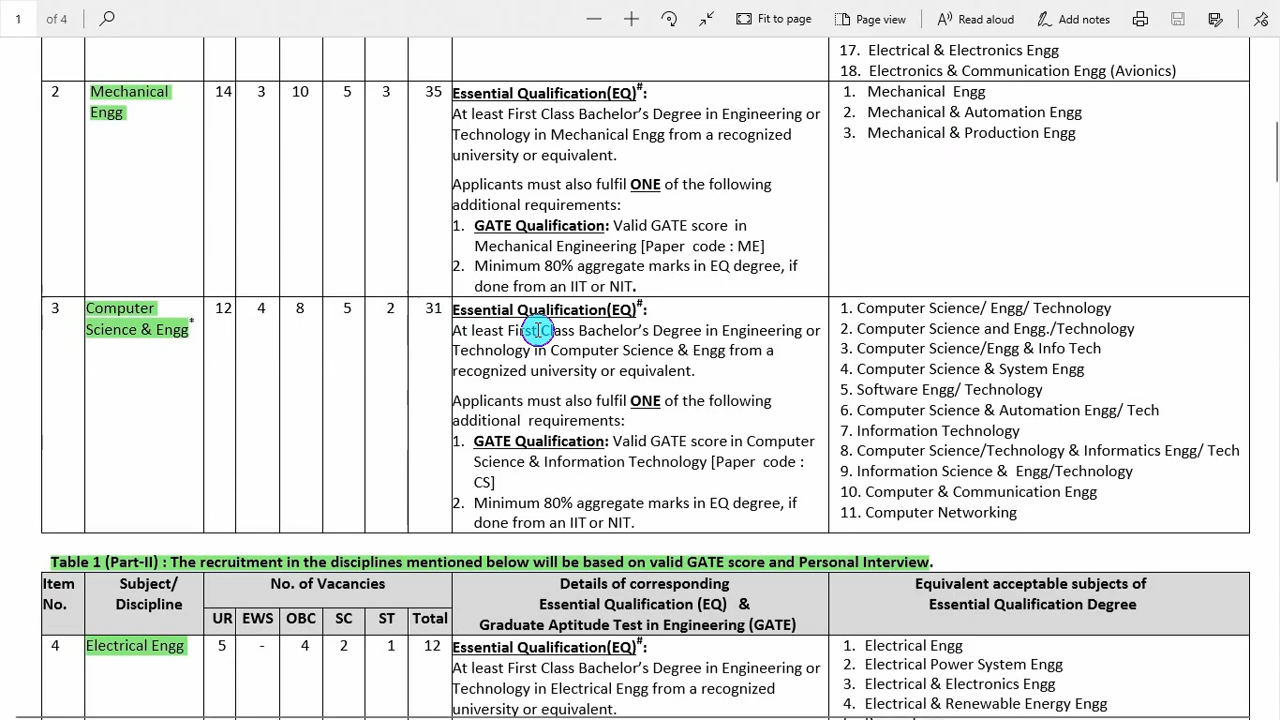 1 of 4 Fit to page Page view Read aloud Add notes
17. Electrical & Electronics Engg
18. Electronics & Communication Engg (Avionics)
2 Mechanical Engg 14 3 10 5 3 35
Essential Qualification(EQ)#:
At least First Class Bachelor's Degree in Engineering or
Technology in Mechanical Engg from a recognized
university or equivalent.
Applicants must also fulfil ONE of the following
additional requirements:
1. GATE Qualification: Valid GATE score in
Mechanical Engineering [Paper code : ME]
2. Minimum 80% aggregate marks in EQ degree, if
done from an IIT or NIT.
1. Mechanical Engg
2. Mechanical & Automation Engg
3. Mechanical & Production Engg
3 Computer Science & Engg* 12 4 8 5 2 31
Essential Qualification(EQ)#:
At least First Class Bachelor's Degree in Engineering or
Technology in Computer Science & Engg from a
recognized university or equivalent.
Applicants must also fulfil ONE of the following
additional requirements:
1. GATE Qualification: Valid GATE score in Computer
Science & Information Technology [Paper code :
CS]
2. Minimum 80% aggregate marks in EQ degree, if
done from an IIT or NIT.
1. Computer Science/ Engg/ Technology
2. Computer Science and Engg./Technology
3. Computer Science/Engg & Info Tech
4. Computer Science & System Engg
5. Software Engg/ Technology
6. Computer Science & Automation Engg/ Tech
7. Information Technology
8. Computer Science/Technology & Informatics Engg/ Tech
9. Information Science & Engg/Technology
10. Computer & Communication Engg
11. Computer Networking
Table 1 (Part-II) : The recruitment in the disciplines mentioned below will be based on valid GATE score and Personal Interview.
Item No.
Subject/ Discipline
No. of Vacancies
UR EWS OBC SC ST Total
Details of corresponding
Essential Qualification (EQ) &
Graduate Aptitude Test in Engineering (GATE)
Equivalent acceptable subjects of
Essential Qualification Degree
4 Electrical Engg 5 - 4 2 1 12
Essential Qualification(EQ)#:
At least First Class Bachelor's Degree in Engineering or
Technology in Electrical Engg from a recognized
university or equivalent.
1. Electrical Engg
2. Electrical Power System Engg
3. Electrical & Electronics Engg
4. Electrical & Renewable Energy Engg